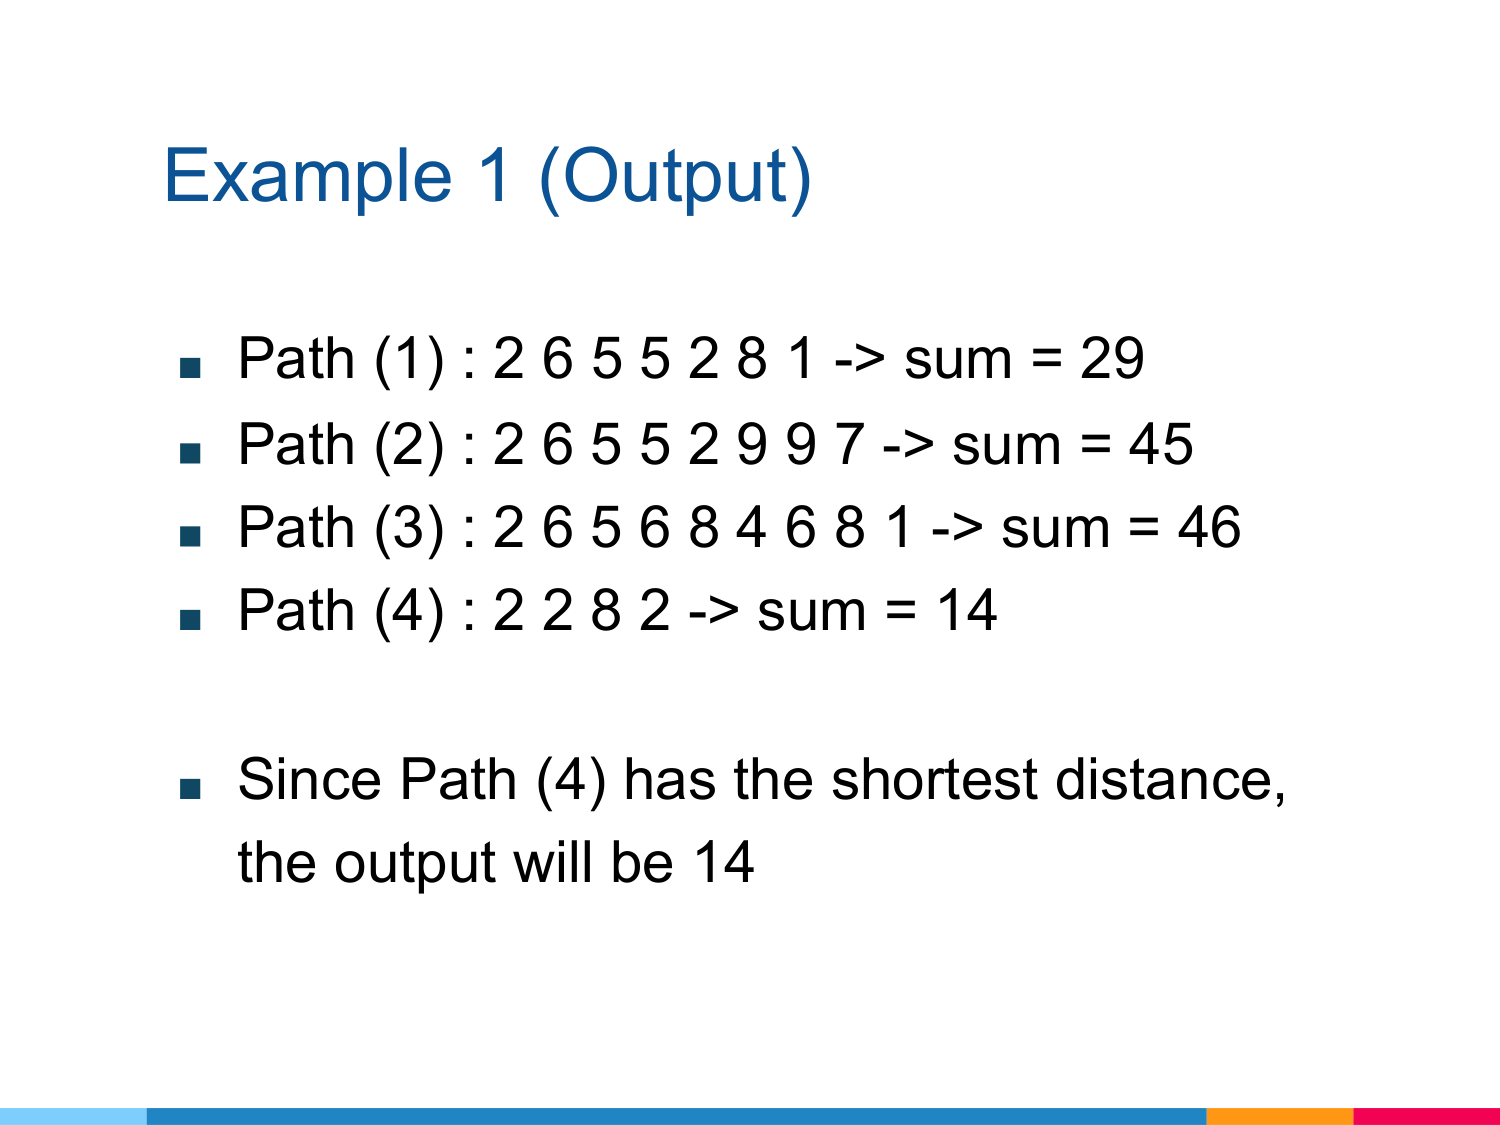 Example 1 (Output)
■ Path (1) : 2 6 5 5 2 8 1 -> sum = 29
■ Path (2) : 2 6 5 5 2 9 9 7 -> sum = 45
■ Path (3) : 2 6 5 6 8 4 6 8 1 -> sum = 46
■ Path (4) : 2 2 8 2 -> sum = 14
■ Since Path (4) has the shortest distance,
the output will be 14